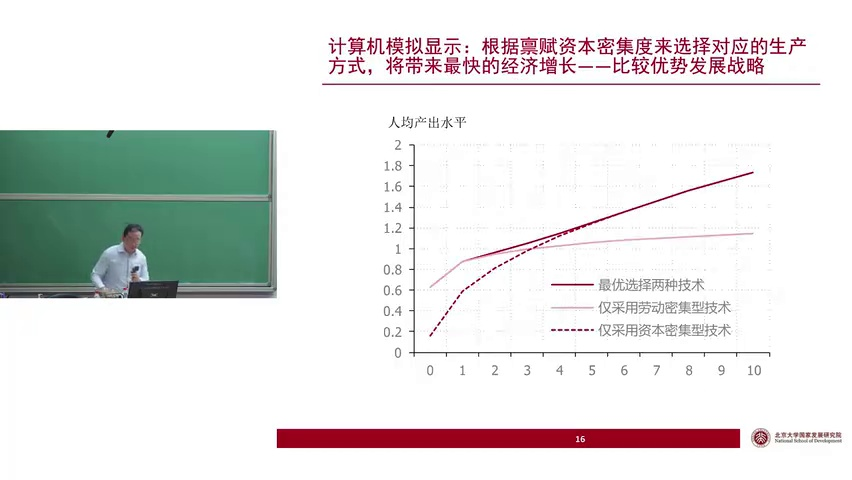 计算机模拟显示：根据禀赋资本密集度来选择对应的生产
方式，将带来最快的经济增长——比较优势发展战略
人均产出水平
2
1.8
1.6
1.4
1.2
1
0.8
0.6
0.4
0.2
0
0 1 2 3 4 5 6 7 8 9 10
最优选择两种技术
仅采用劳动密集型技术
仅采用资本密集型技术
16
北京大学国家发展研究院
National School of Development